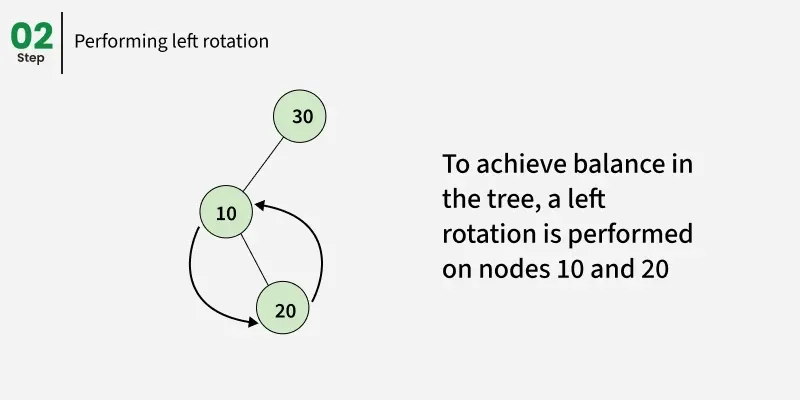 02
Step
Performing left rotation
30
10
20
To achieve balance in
the tree, a left
rotation is performed
on nodes 10 and 20